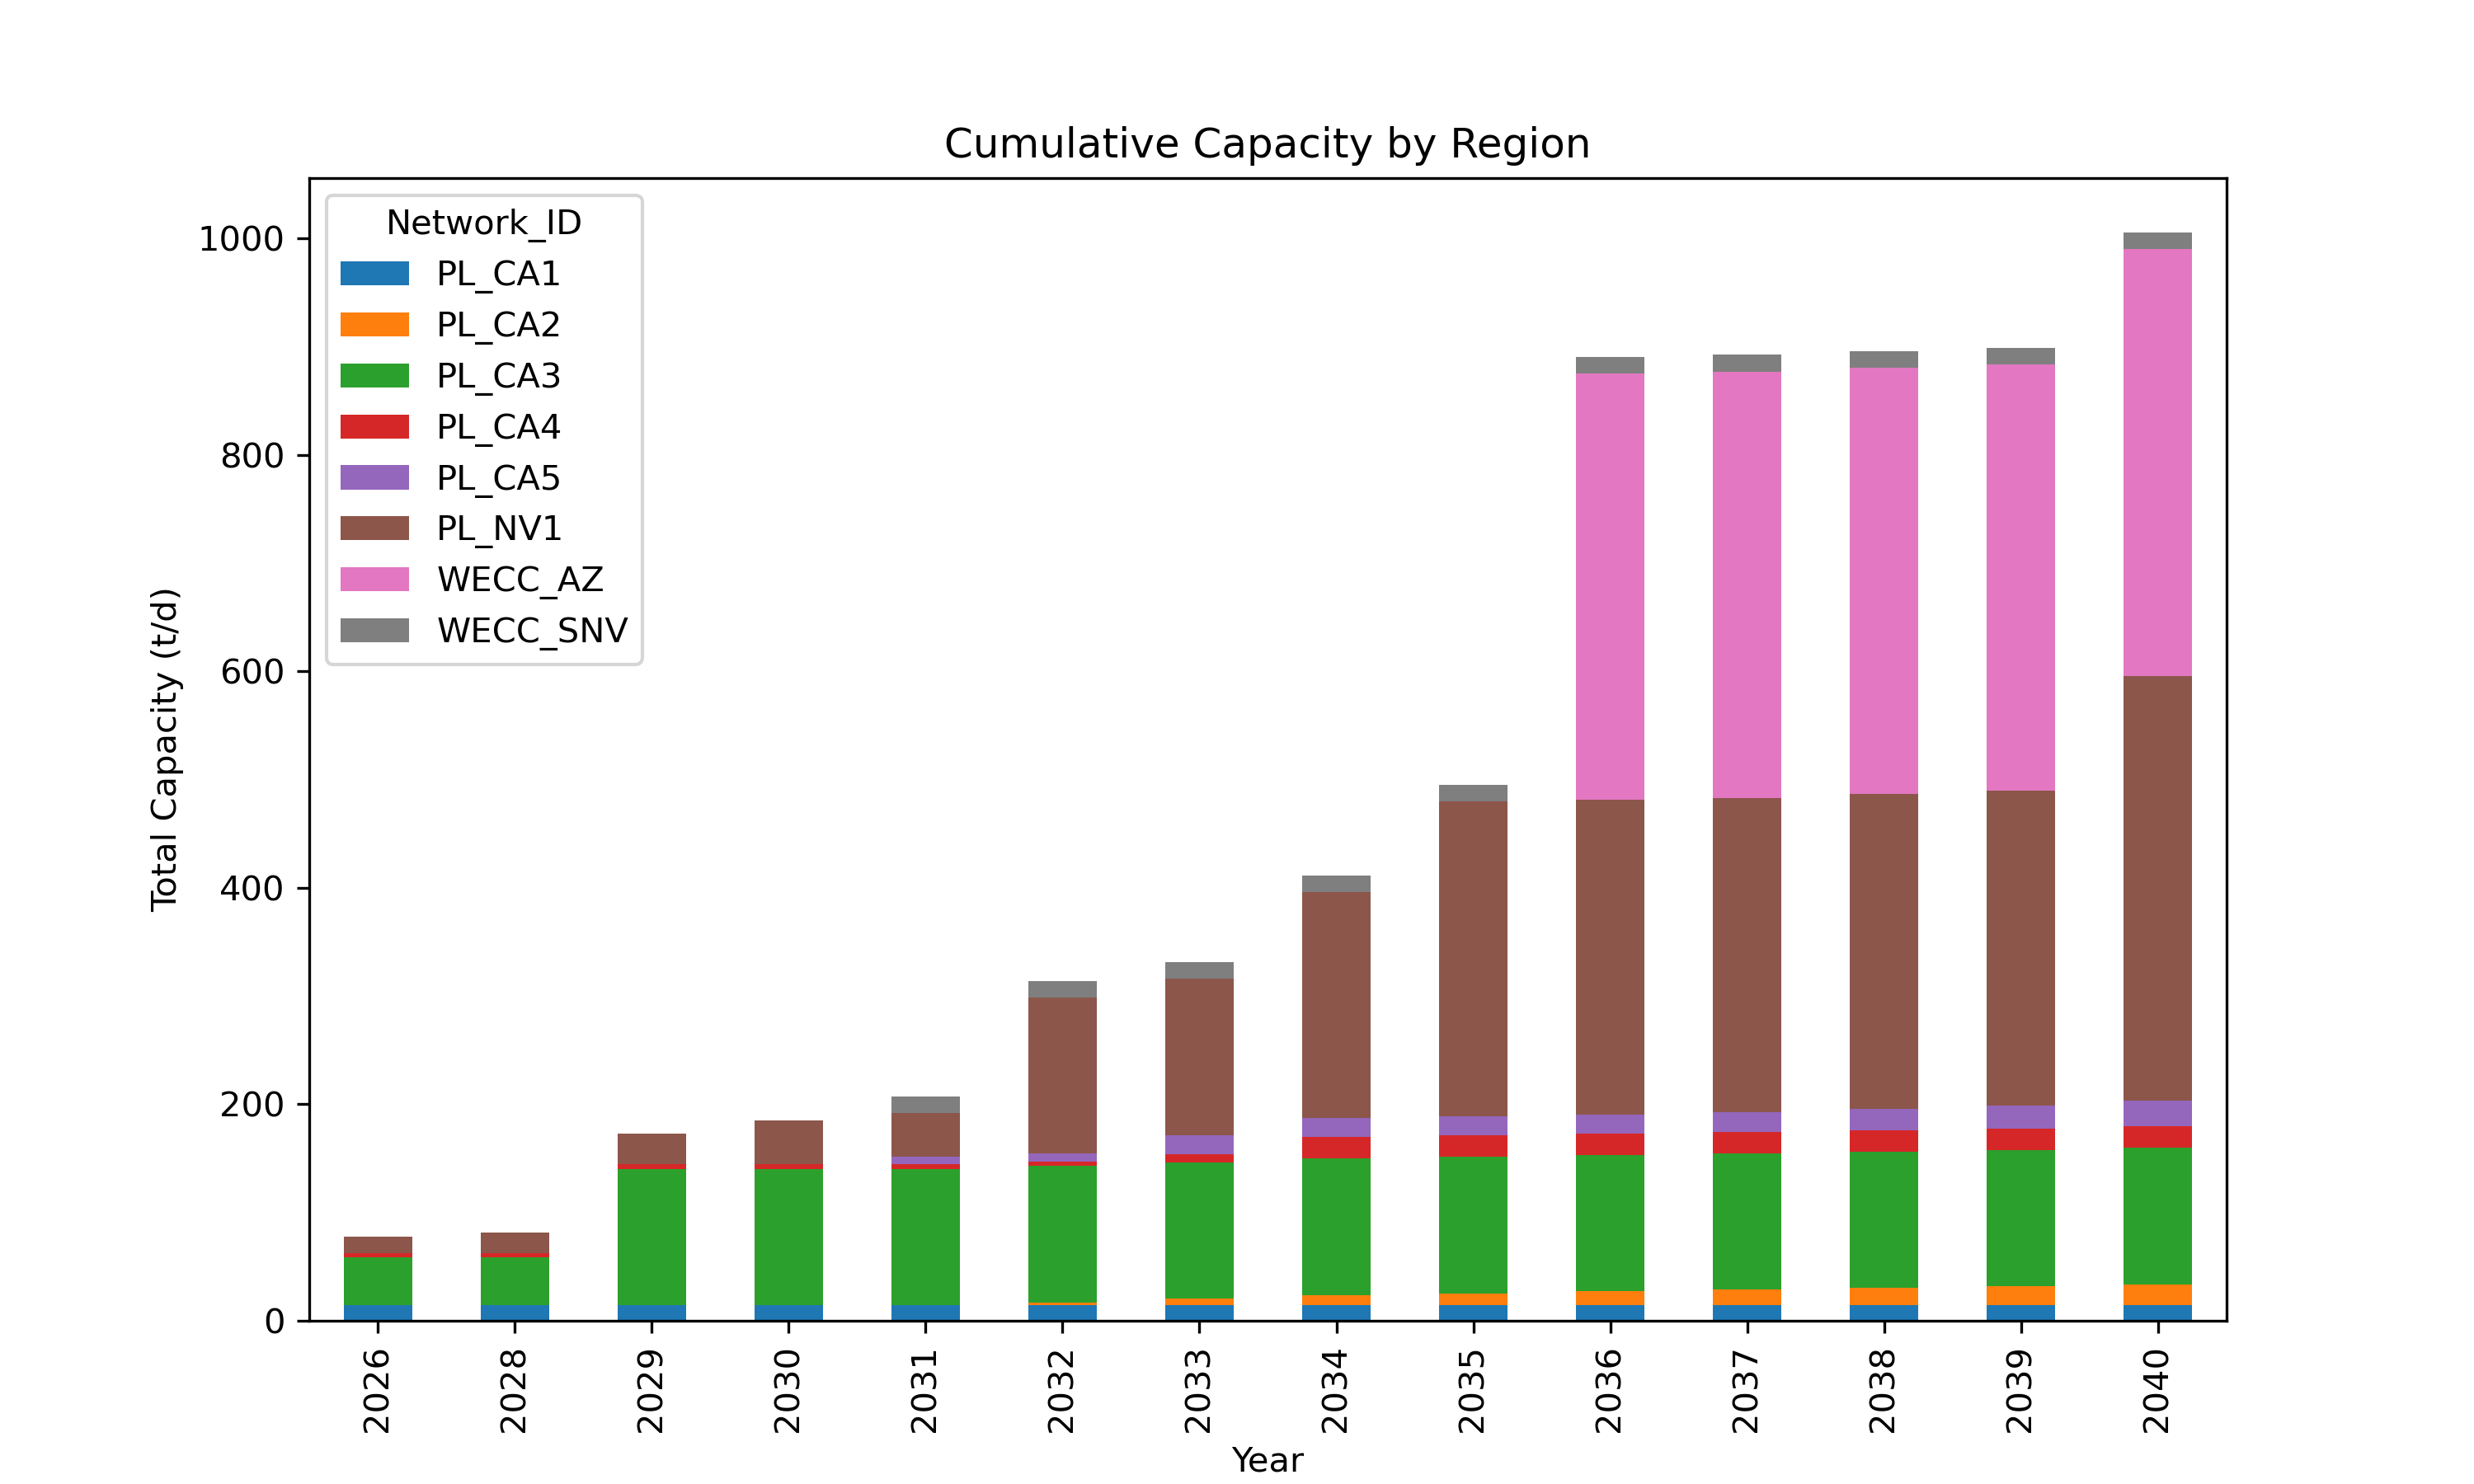 Cumulative Capacity by Region
Network_ID
PL_CA1
PL_CA2
PL_CA3
PL_CA4
PL_CA5
PL_NV1
WECC_AZ
WECC_SNV
Total Capacity (t/d)
1000
800
600
400
200
0
2026
2028
2029
2030
2031
2032
2033
2034
2035
2036
2037
2038
2039
2040
Year